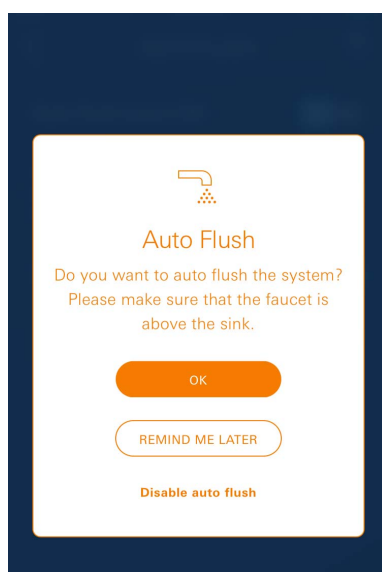 Auto Flush
Do you want to auto flush the system?
Please make sure that the faucet is
above the sink.
OK
REMIND ME LATER
Disable auto flush